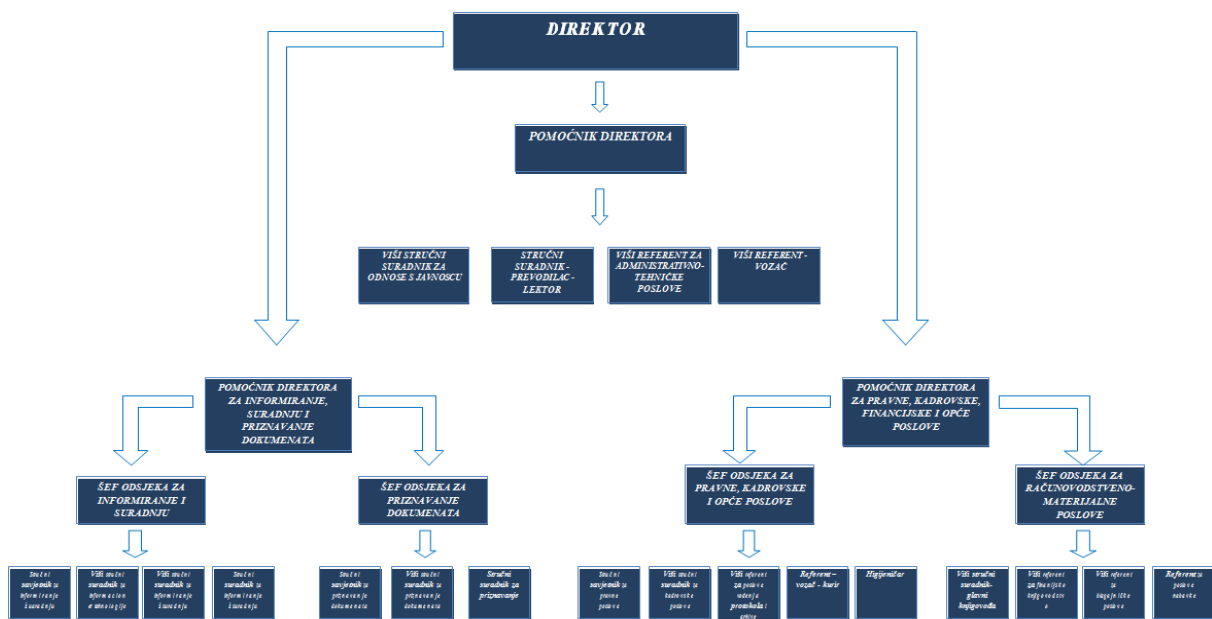 DIREKTOR
POMOĆNIK DIREKTORA
VIŠI STRUČNI
SURADNIK ZA
ODNOSE S JAVNOSCU
STRUČNI
SURADNIK -
PREVODILAC -
LEKTOR
VIŠI REFERENT ZA
ADMINISTRATIVNO-
TEHNIČKE
POSLOVE
VIŠI REFERENT -
VOZAČ
POMOĆNIK DIREKTORA
ZA INFORMIRANJE,
SURADNJU I
PRIZNAVANJE
DOKUMENATA
POMOĆNIK DIREKTORA
ZA PRAVNE, KADROVSKE,
FINANCIJSKE I OPĆE
POSLOVE
ŠEF ODSJEKA ZA
INFORMIRANJE I
SURADNJU
ŠEF ODSJEKA ZA
PRIZNAVANJE
DOKUMENATA
ŠEF ODSJEKA ZA
PRAVNE, KADROVSKE
I OPĆE POSLOVE
ŠEF ODSJEKA ZA
RAČUNOVODSTVENO-
MATERIJALNE
POSLOVE
Stručni
savjetnik za
informiranje
i suradnju
Viši stručni
suradnik za
information
e tehnologije
Viši stručni
suradnik za
informiranje
i suradnju
Stručni
suradnik za
informiranje
i suradnju
Stručni
savjetnik za
priznavanje
dokumenata
Viši stručni
suradnik za
priznavanje
dokumenata
Stručni
suradnik za
priznavanje
Stručni
savjetnik za
pravne
poslove
Viši stručni
suradnik za
kadrovske
poslove
Viši referent
za poslove
vođenja
protokola i
arhive
Referent –
vozač - kurir
Higijeničar
Viši stručni
suradnik-
glavni
knjigovođa
Viši referent
za financijsko
knjigovodstv
o
Viši referent
za
blagajničke
poslove
Referent za
poslove
nabavke